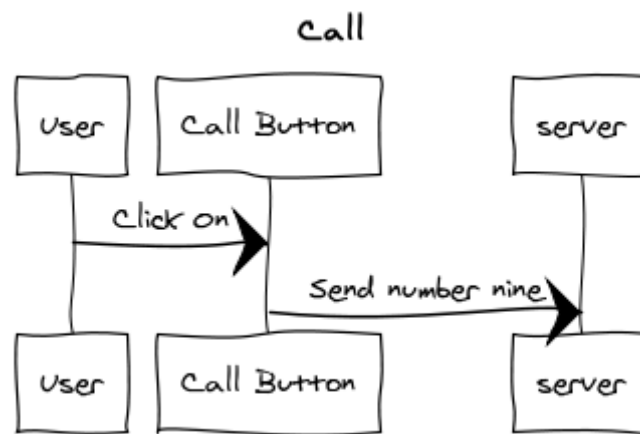 Call
User
Call Button
server
Click On
Send number nine
User
Call Button
server